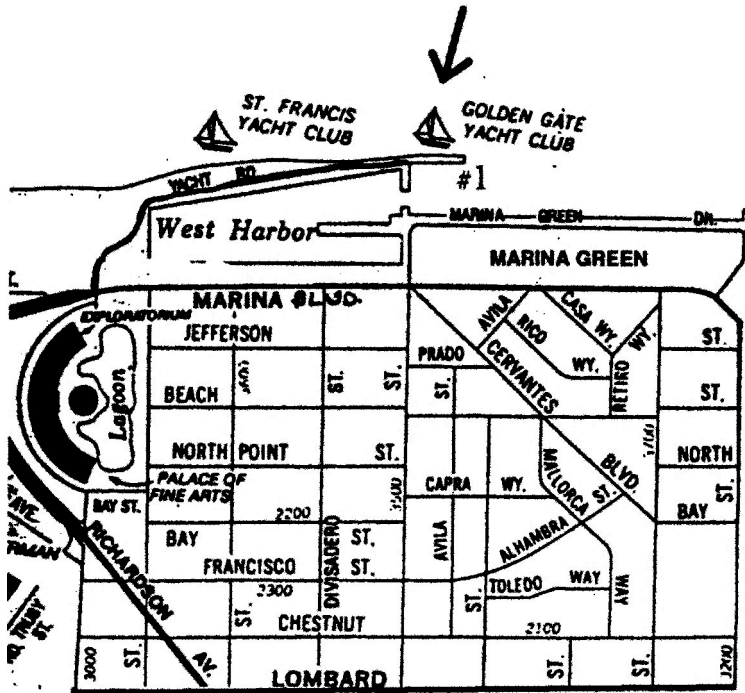 ST. FRANCIS
YACHT CLUB
GOLDEN GATE
YACHT CLUB
YACHT RD
#1
West Harbor
MARINA GREEN DR.
MARINA GREEN
MARINA BLVD.
EXPLORATORIUM
JEFFERSON
ST.
AVILA
CASA WY.
RICO
WY.
WY.
PRADO
ST.
CERVANTES
BLVD.
RETIRO
Lagoon
BEACH
ST.
ST.
ST.
NORTH POINT
ST.
NORTH
PALACE OF
FINE ARTS
3500
CAPRA WY.
MALLORCA
WAY
BAY ST.
2200
BAY
ST.
BAY
ST.
AVE.
RICHARDSON
AV.
FRANCISCO
ST.
DIVISADERO
AVILA
ST.
ALHAMBRA
ST.
2300
TOLEDO WAY
ST.
CHESTNUT
2100
TRUBY
ST.
3000
ST.
LOMBARD
ST.
ST.